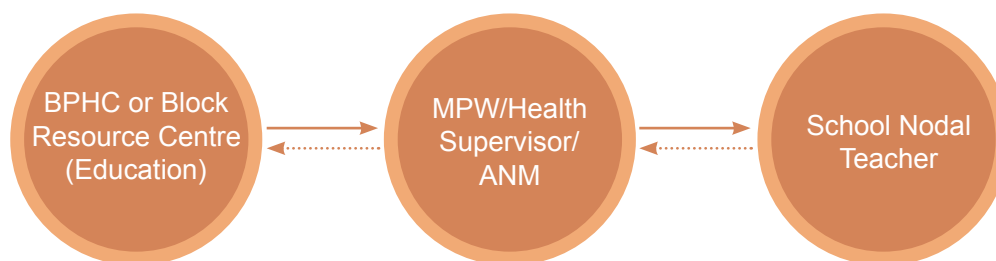 BPHC or Block
Resource Centre
(Education)
MPW/Health
Supervisor/
ANM
School Nodal
Teacher